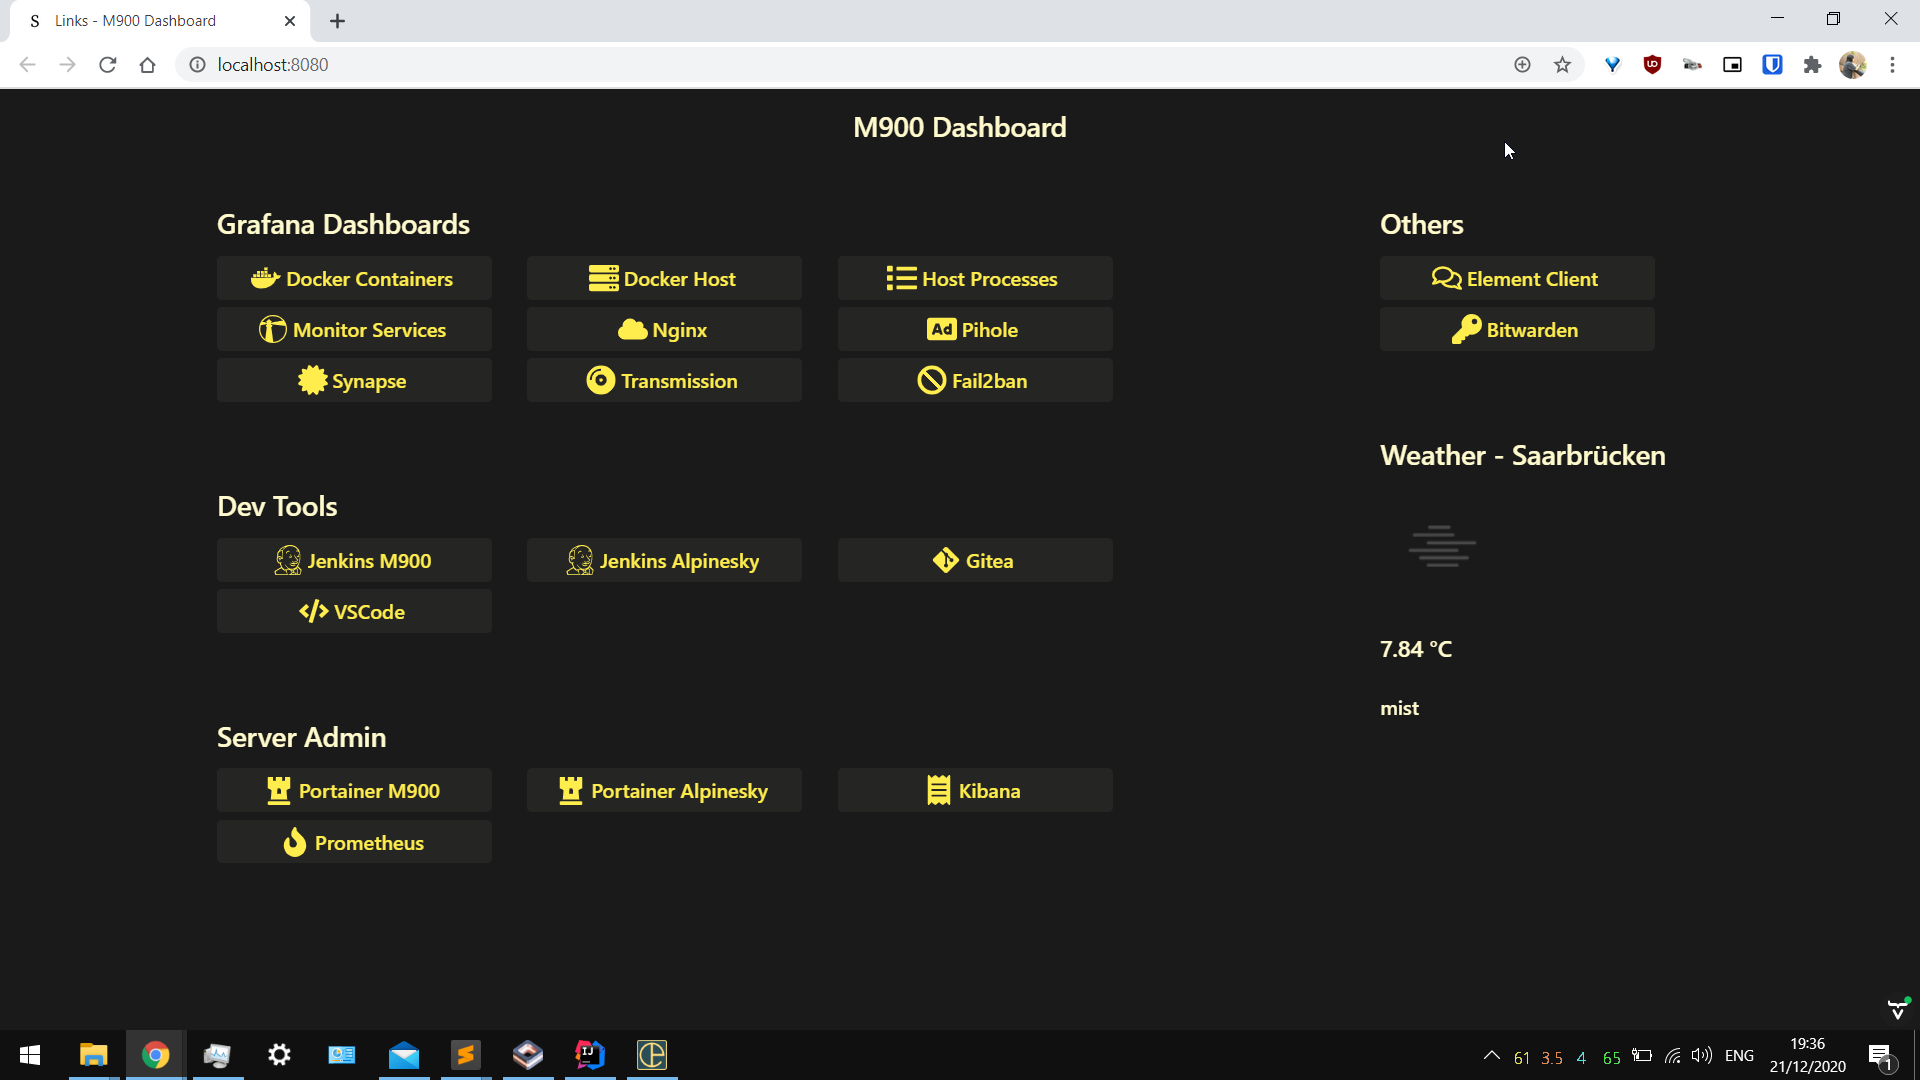 S Links - M900 Dashboard
localhost:8080
M900 Dashboard
Grafana Dashboards
Docker Containers
Docker Host
Host Processes
Monitor Services
Nginx
Ad Pihole
Synapse
Transmission
Fail2ban
Others
Element Client
Bitwarden
Weather - Saarbrücken
7.84 °C
mist
Dev Tools
Jenkins M900
Jenkins Alpinesky
Gitea
</> VSCode
Server Admin
Portainer M900
Portainer Alpinesky
Kibana
Prometheus
IJ
61 3.5 4 65 ENG
19:36
21/12/2020
1